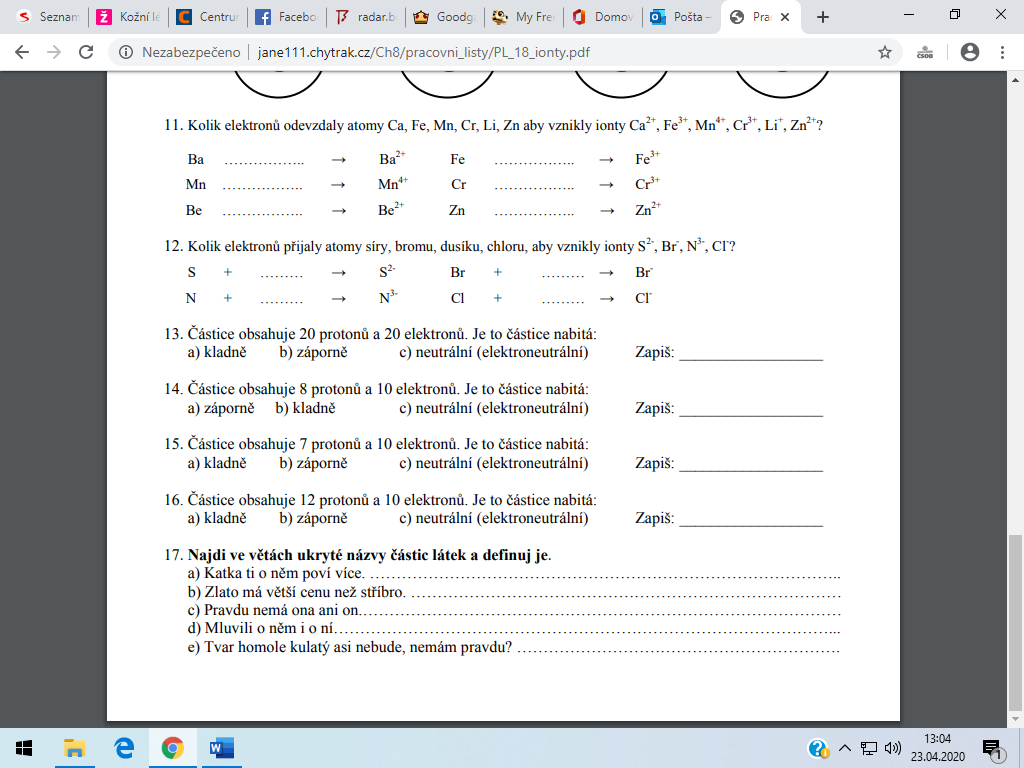 Seznam Kožní lé Centrum Facebo radar.b Goodg My Free Domov Pošta – Prac
Nezabezpečeno jane111.chytrak.cz/Ch8/pracovni_listy/PL_18_ionty.pdf ČSOB
11. Kolik elektronů odevzdaly atomy Ca, Fe, Mn, Cr, Li, Zn aby vznikly ionty Ca²⁺, Fe³⁺, Mn⁴⁺, Cr³⁺, Li⁺, Zn²⁺?
Ba …………….. → Ba²⁺ Fe …………….. → Fe³⁺
Mn …………….. → Mn⁴⁺ Cr …………….. → Cr³⁺
Be …………….. → Be²⁺ Zn …………….. → Zn²⁺
12. Kolik elektronů přijaly atomy síry, bromu, dusíku, chloru, aby vznikly ionty S²⁻, Br⁻, N³⁻, Cl⁻?
S + ……… → S²⁻ Br + ……… → Br⁻
N + ……… → N³⁻ Cl + ……… → Cl⁻
13. Částice obsahuje 20 protonů a 20 elektronů. Je to částice nabitá:
a) kladně b) záporně c) neutrální (elektroneutrální) Zapiš: ___________________
14. Částice obsahuje 8 protonů a 10 elektronů. Je to částice nabitá:
a) záporně b) kladně c) neutrální (elektroneutrální) Zapiš: ___________________
15. Částice obsahuje 7 protonů a 10 elektronů. Je to částice nabitá:
a) kladně b) záporně c) neutrální (elektroneutrální) Zapiš: ___________________
16. Částice obsahuje 12 protonů a 10 elektronů. Je to částice nabitá:
a) kladně b) záporně c) neutrální (elektroneutrální) Zapiš: ___________________
17. Najdi ve větách ukryté názvy částic látek a definuj je.
a) Katka ti o něm poví více. …………………………………………………………………………..
b) Zlato má větší cenu než stříbro. ……………………………………………………………………
c) Pravdu nemá ona ani on……………………………………………………………………………
d) Mluvili o něm i o ní………………………………………………………………………………...
e) Tvar homole kulatý asi nebude, nemám pravdu? ………………………………………………….
13:04
23.04.2020
1